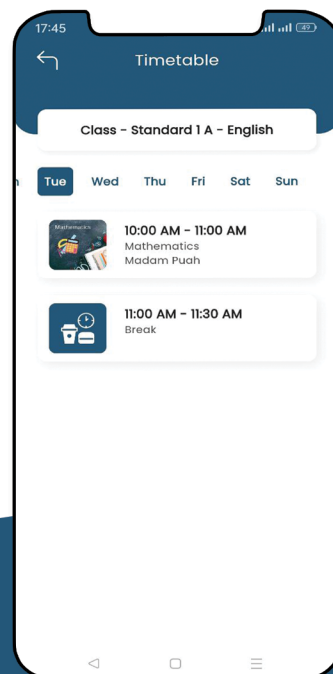 17:45
49
Timetable
Class - Standard 1 A - English
n Tue Wed Thu Fri Sat Sun
Mathematics
10:00 AM - 11:00 AM
Mathematics
Madam Puah
11:00 AM - 11:30 AM
Break